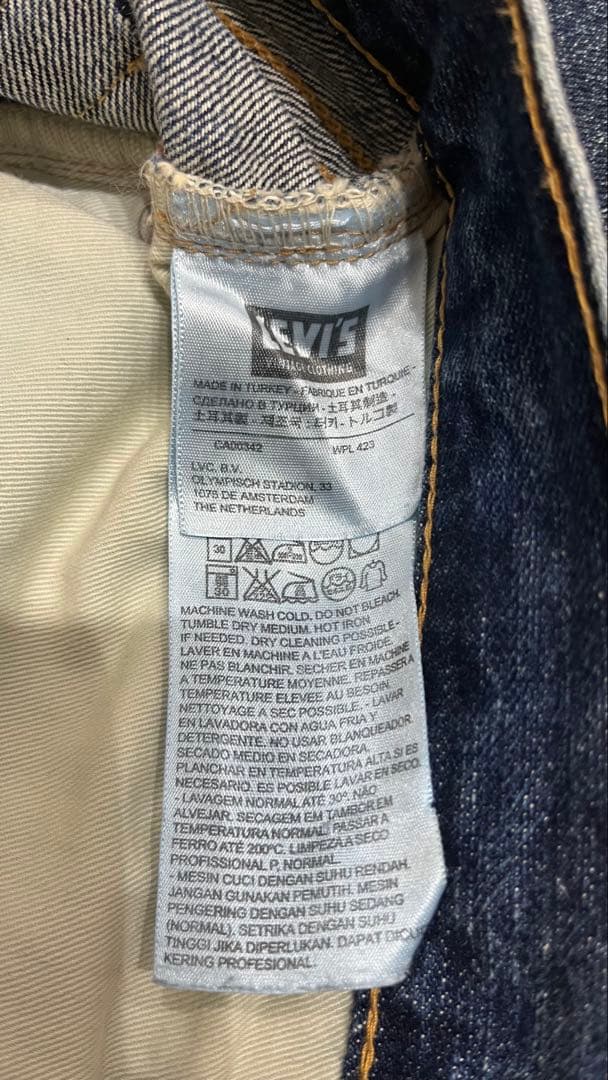 LEVI'S
VINTAGE CLOTHING
MADE IN TURKEY - FABRIQUE EN TURQUIE -
СДЕЛАНО В ТУРЦИИ - 土耳其制造 -
土耳其製 - 제조국 : 터키 - トルコ製
CA00342 WPL 423
LVC, B.V.
OLYMPISCH STADION, 33
1076 DE AMSTERDAM
THE NETHERLANDS
30
30
MACHINE WASH COLD. DO NOT BLEACH.
TUMBLE DRY MEDIUM. HOT IRON
IF NEEDED. DRY CLEANING POSSIBLE -
LAVER EN MACHINE A L'EAU FROIDE.
NE PAS BLANCHIR. SECHER EN MACHINE
A TEMPERATURE MOYENNE. REPASSER A
TEMPERATURE ELEVEE AU BESOIN.
NETTOYAGE A SEC POSSIBLE. - LAVAR
EN LAVADORA CON AGUA FRIA Y
DETERGENTE. NO USAR BLANQUEADOR.
SECADO MEDIO EN SECADORA.
PLANCHAR EN TEMPERATURA ALTA SI ES
NECESARIO. ES POSIBLE LAVAR EN SECO.
- LAVAGEM NORMAL ATÉ 30º. NÃO
ALVEJAR. SECAGEM EM TAMBOR EM
TEMPERATURA NORMAL. PASSAR A
FERRO ATÉ 200ºC. LIMPEZA A SECO
PROFISSIONAL P, NORMAL.
- MESIN CUCI DENGAN SUHU RENDAH.
JANGAN GUNAKAN PEMUTIH. MESIN
PENGERING DENGAN SUHU SEDANG
(NORMAL). SETRIKA DENGAN SUHU
TINGGI JIKA DIPERLUKAN. DAPAT DICU
KERING PROFESIONAL.